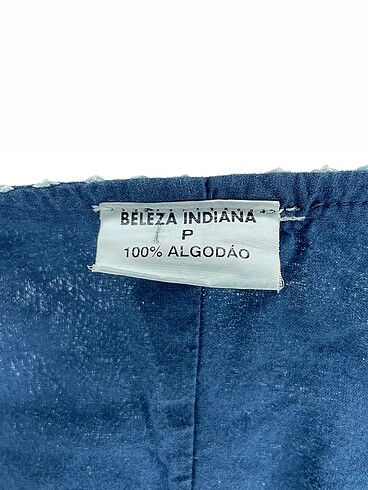 BELEZA INDIANA
P
100% ALGODÃO